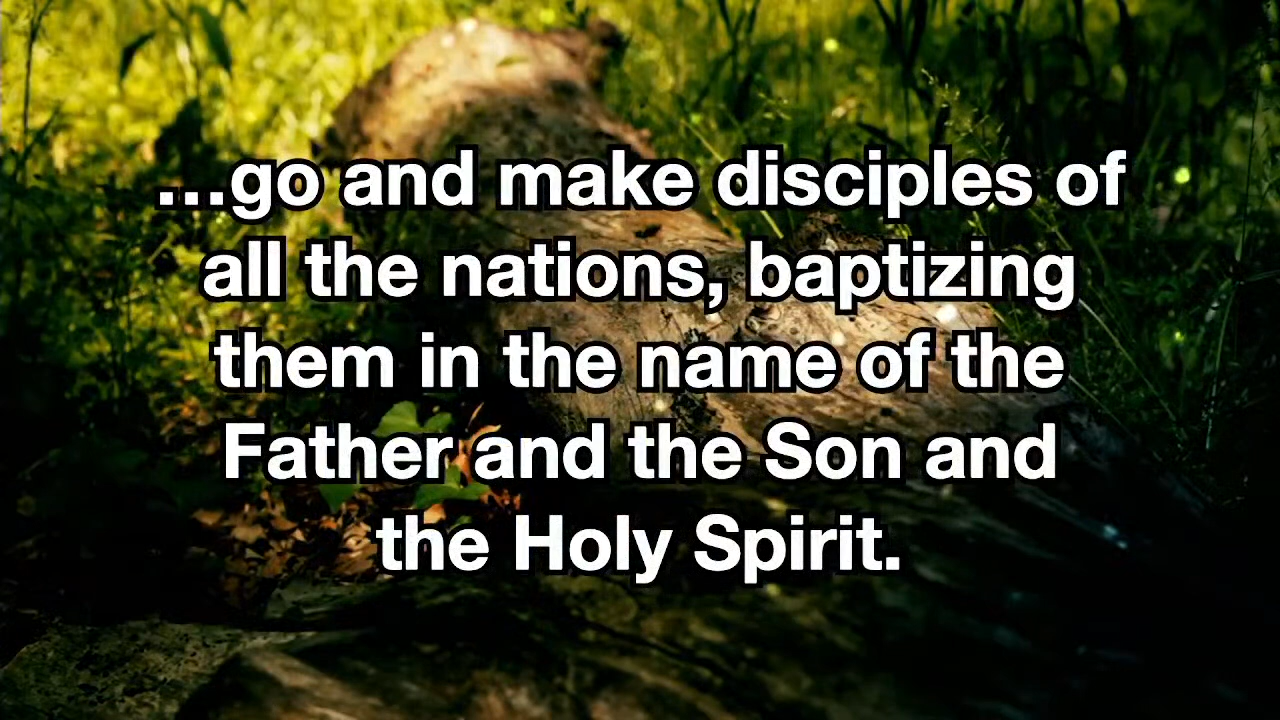 …go and make disciples of
all the nations, baptizing
them in the name of the
Father and the Son and
the Holy Spirit.